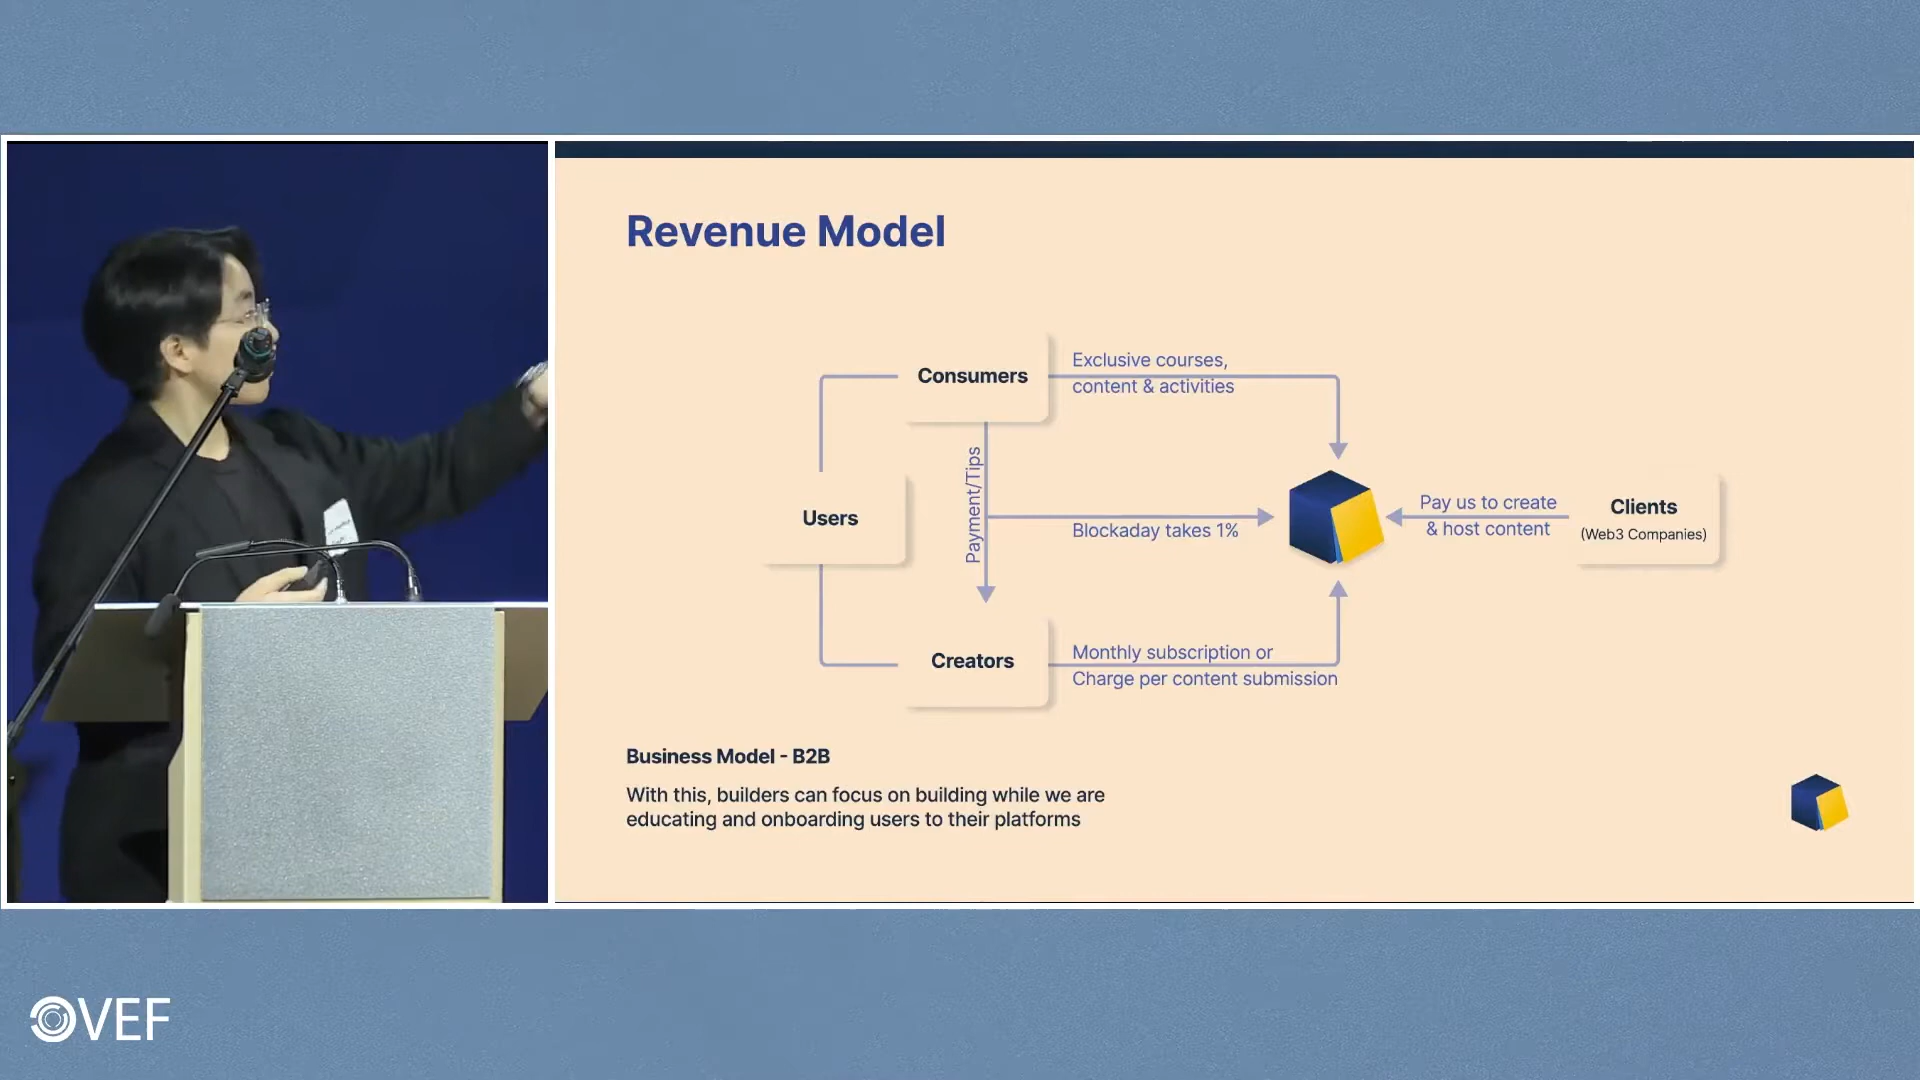 Revenue Model
Consumers
Exclusive courses,
content & activities
Payment/Tips
Users
Blockaday takes 1%
Pay us to create
& host content
Clients
(Web3 Companies)
Creators
Monthly subscription or
Charge per content submission
Business Model - B2B
With this, builders can focus on building while we are
educating and onboarding users to their platforms
VEF